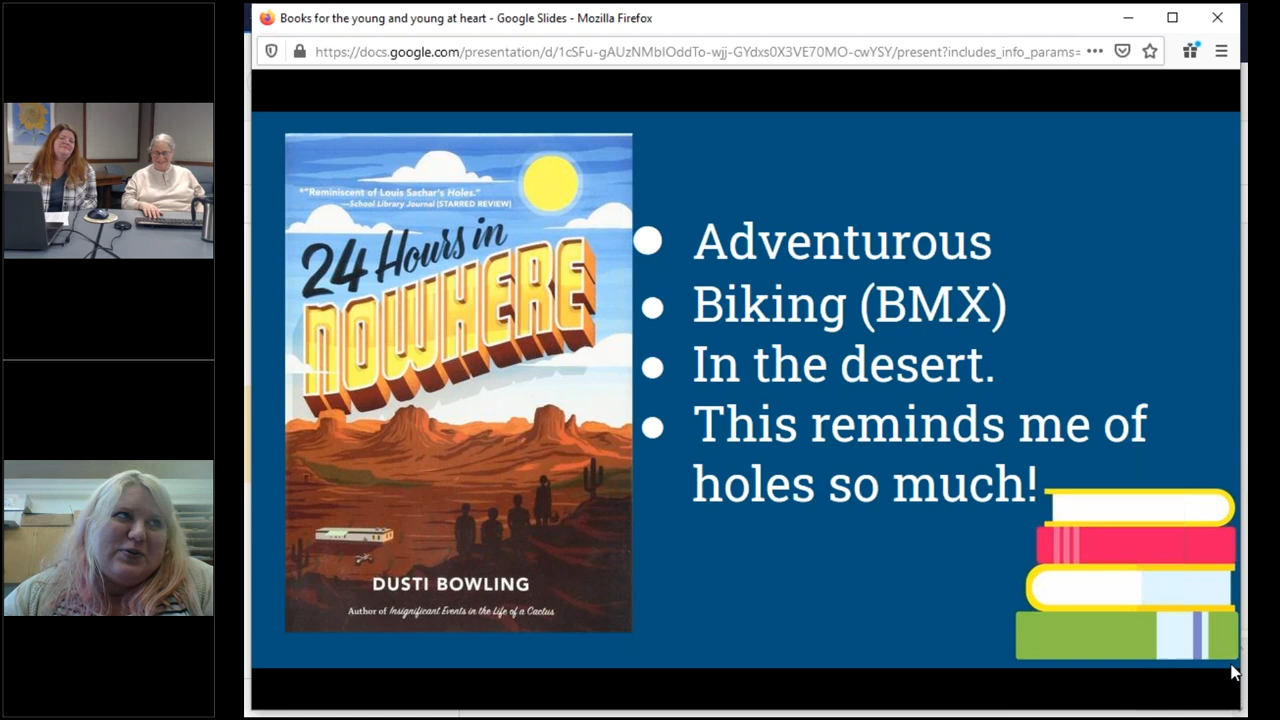 Books for the young and young at heart - Google Slides - Mozilla Firefox
https://docs.google.com/presentation/d/1cSFu-gAUzNMbIOddTo-wjj-GYdxs0X3VE70MO-cwYSY/present?includes_info_params=
*"Reminiscent of Louis Sachar's Holes."
—School Library Journal [STARRED REVIEW]
24 Hours in
NOWHERE
DUSTI BOWLING
Author of Insignificant Events in the Life of a Cactus
● Adventurous
● Biking (BMX)
● In the desert.
● This reminds me of
holes so much!